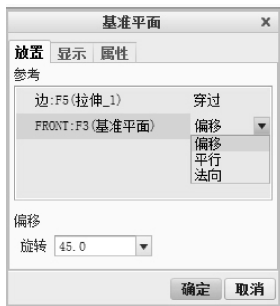 基准平面 x
放置 显示 属性
参考
边:F5(拉伸_1) 穿过
FRONT:F3(基准平面) 偏移
偏移
平行
法向
偏移
旋转 45.0
确定 取消